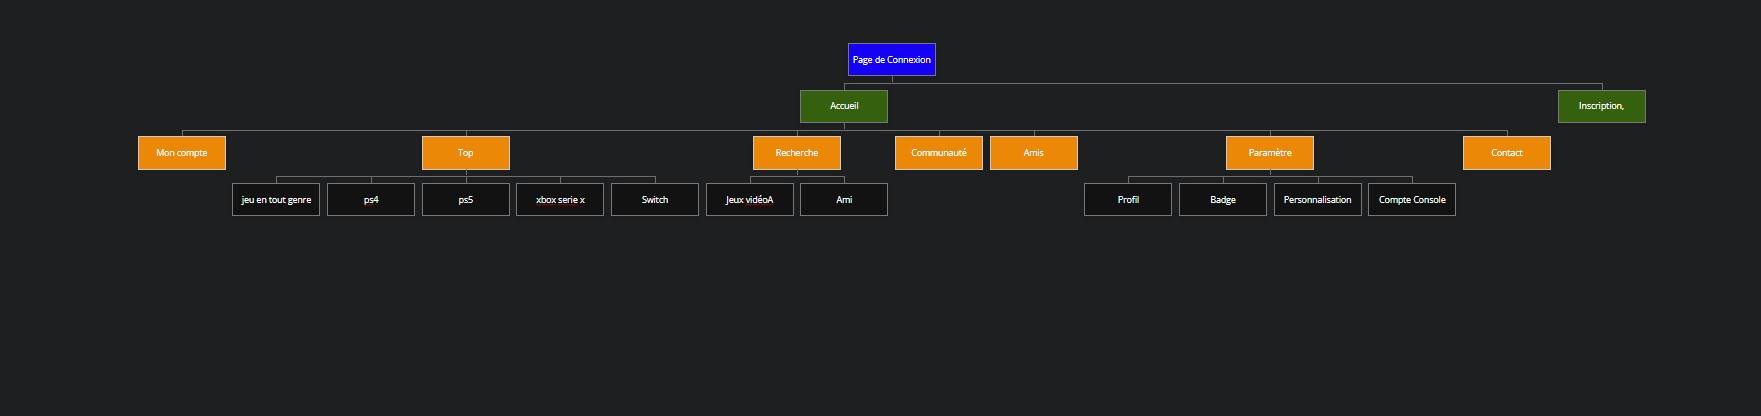 Page de Connexion
Accueil
Inscription,
Mon compte
Top
Recherche
Communauté
Amis
Paramètre
Contact
jeu en tout genre
ps4
ps5
xbox serie x
Switch
Jeux vidéoA
Ami
Profil
Badge
Personnalisation
Compte Console